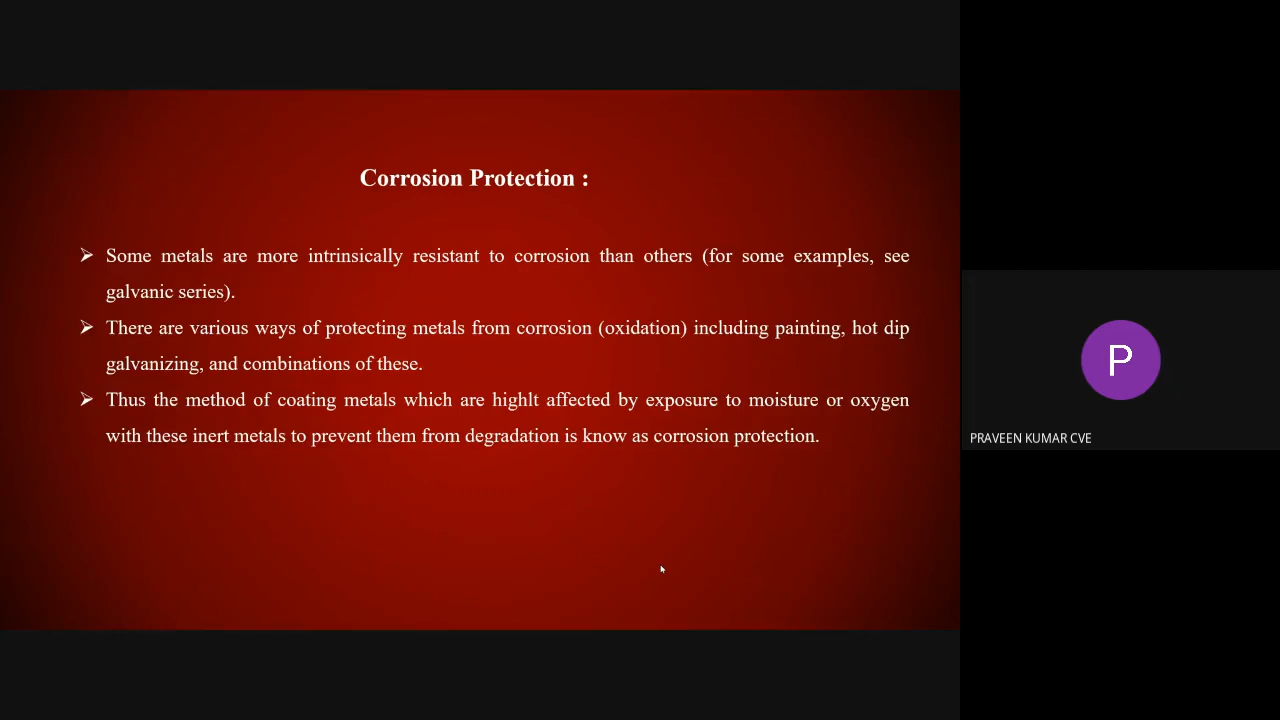 Corrosion Protection :
➢ Some metals are more intrinsically resistant to corrosion than others (for some examples, see
galvanic series).
➢ There are various ways of protecting metals from corrosion (oxidation) including painting, hot dip
galvanizing, and combinations of these.
➢ Thus the method of coating metals which are highlt affected by exposure to moisture or oxygen
with these inert metals to prevent them from degradation is know as corrosion protection.
P
PRAVEEN KUMAR CVE